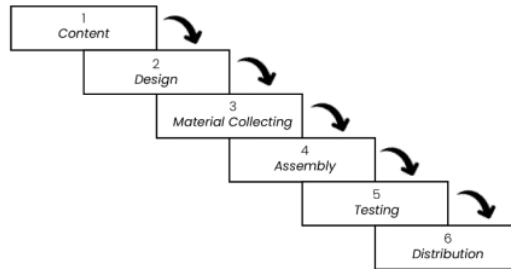 1
Content
2
Design
3
Material Collecting
4
Assembly
5
Testing
6
Distribution